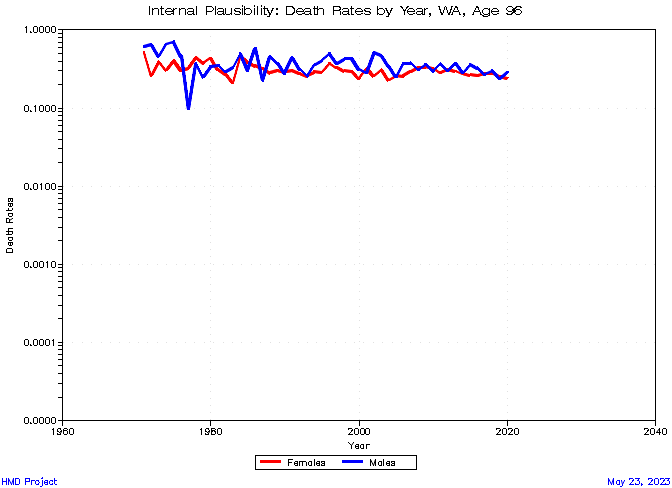 Internal Plausibility: Death Rates by Year, WA, Age 96
1.0000
0.1000
0.0100
0.0010
0.0001
0.0000
Death Rates
1960
1980
2000
2020
2040
Year
Females
Males
HMD Project
May 23, 2023